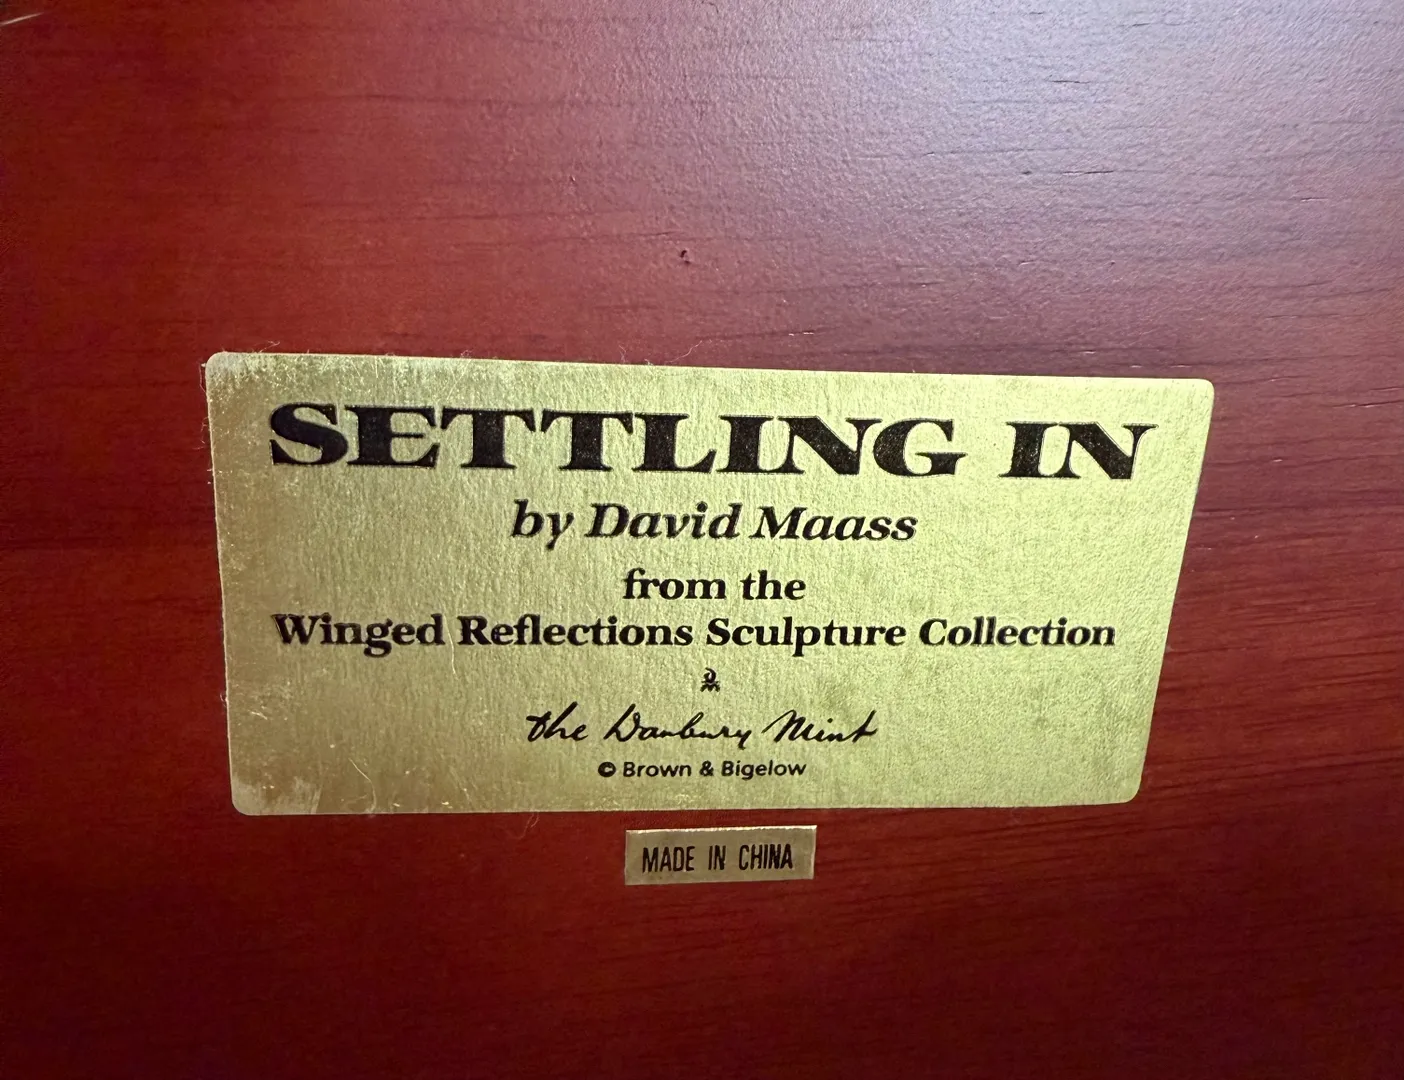 SETTLING IN
by David Maass
from the
Winged Reflections Sculpture Collection
the Danbury Mint
© Brown & Bigelow
MADE IN CHINA